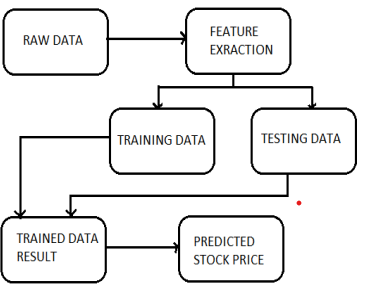 RAW DATA
FEATURE
EXRACTION
TRAINING DATA
TESTING DATA
TRAINED DATA
RESULT
PREDICTED
STOCK PRICE